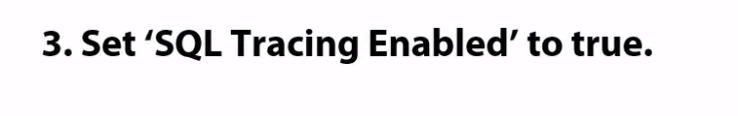 3. Set ‘SQL Tracing Enabled’ to true.